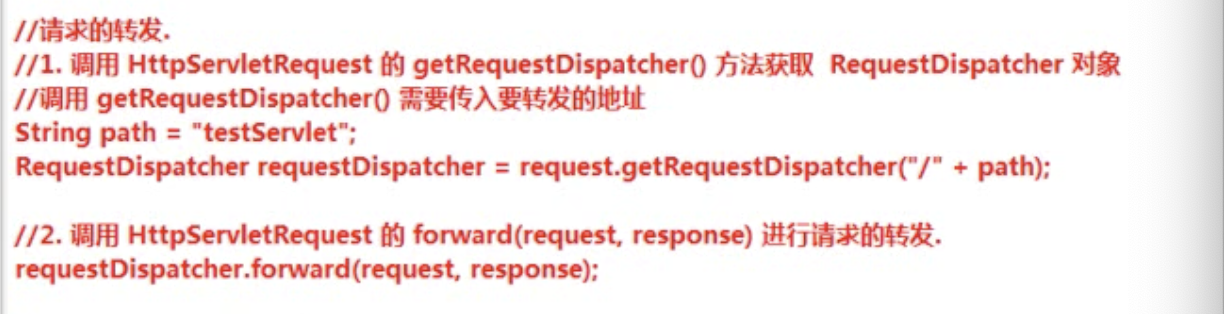 //请求的转发.
//1. 调用 HttpServletRequest 的 getRequestDispatcher() 方法获取 RequestDispatcher 对象
//调用 getRequestDispatcher() 需要传入要转发的地址
String path = "testServlet";
RequestDispatcher requestDispatcher = request.getRequestDispatcher("/" + path);
//2. 调用 HttpServletRequest 的 forward(request, response) 进行请求的转发.
requestDispatcher.forward(request, response);